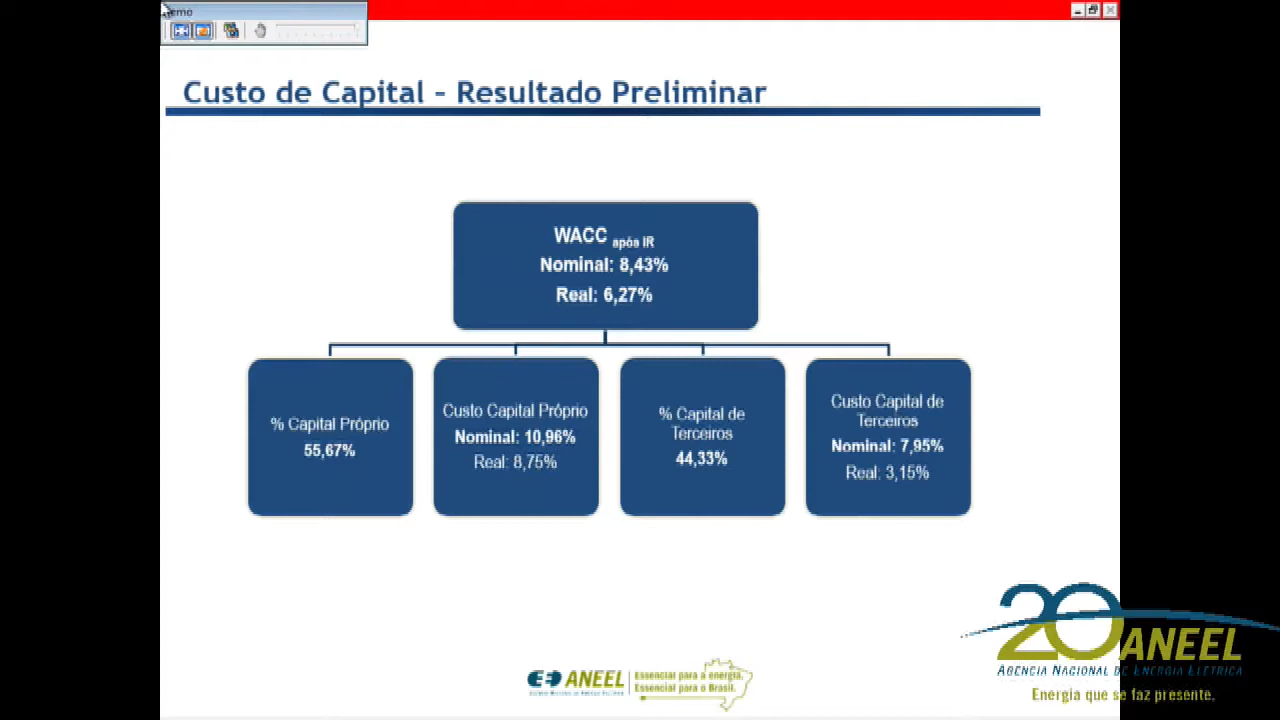 emo
Custo de Capital - Resultado Preliminar
WACC após IR
Nominal: 8,43%
Real: 6,27%
% Capital Próprio
55,67%
Custo Capital Próprio
Nominal: 10,96%
Real: 8,75%
% Capital de
Terceiros
44,33%
Custo Capital de
Terceiros
Nominal: 7,95%
Real: 3,15%
ANEEL
Essencial para a energia.
Essencial para o Brasil.
20 ANEEL
AGÊNCIA NACIONAL DE ENERGIA ELÉTRICA
Energia que se faz presente.